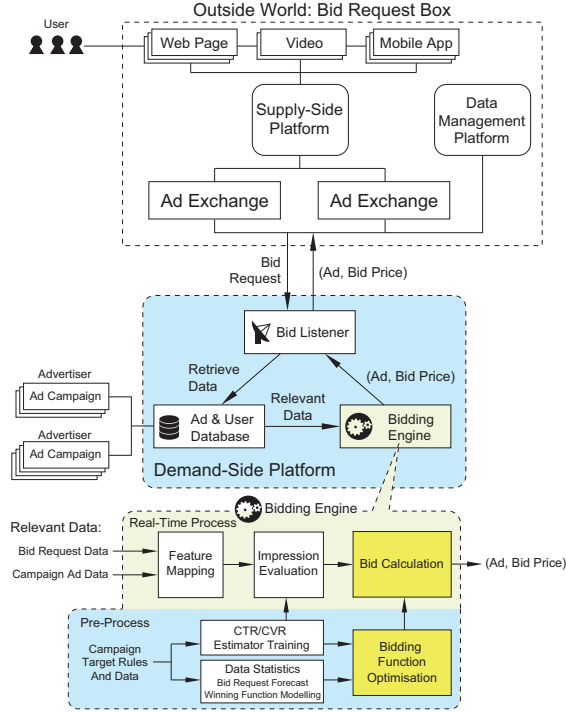 Outside World: Bid Request Box
User
Web Page
Video
Mobile App
Supply-Side
Platform
Data
Management
Platform
Ad Exchange
Ad Exchange
Bid
Request
(Ad, Bid Price)
Bid Listener
Retrieve
Data
(Ad, Bid Price)
Advertiser
Ad Campaign
Relevant
Data
Ad & User
Database
Bidding
Engine
Advertiser
Ad Campaign
Demand-Side Platform
Bidding Engine
Relevant Data:
Real-Time Process
Bid Request Data
Campaign Ad Data
Feature
Mapping
Impression
Evaluation
Bid Calculation
(Ad, Bid Price)
Pre-Process
Campaign
Target Rules
And Data
CTR/CVR
Estimator Training
Data Statistics
Bid Request Forecast
Winning Function Modelling
Bidding
Function
Optimisation